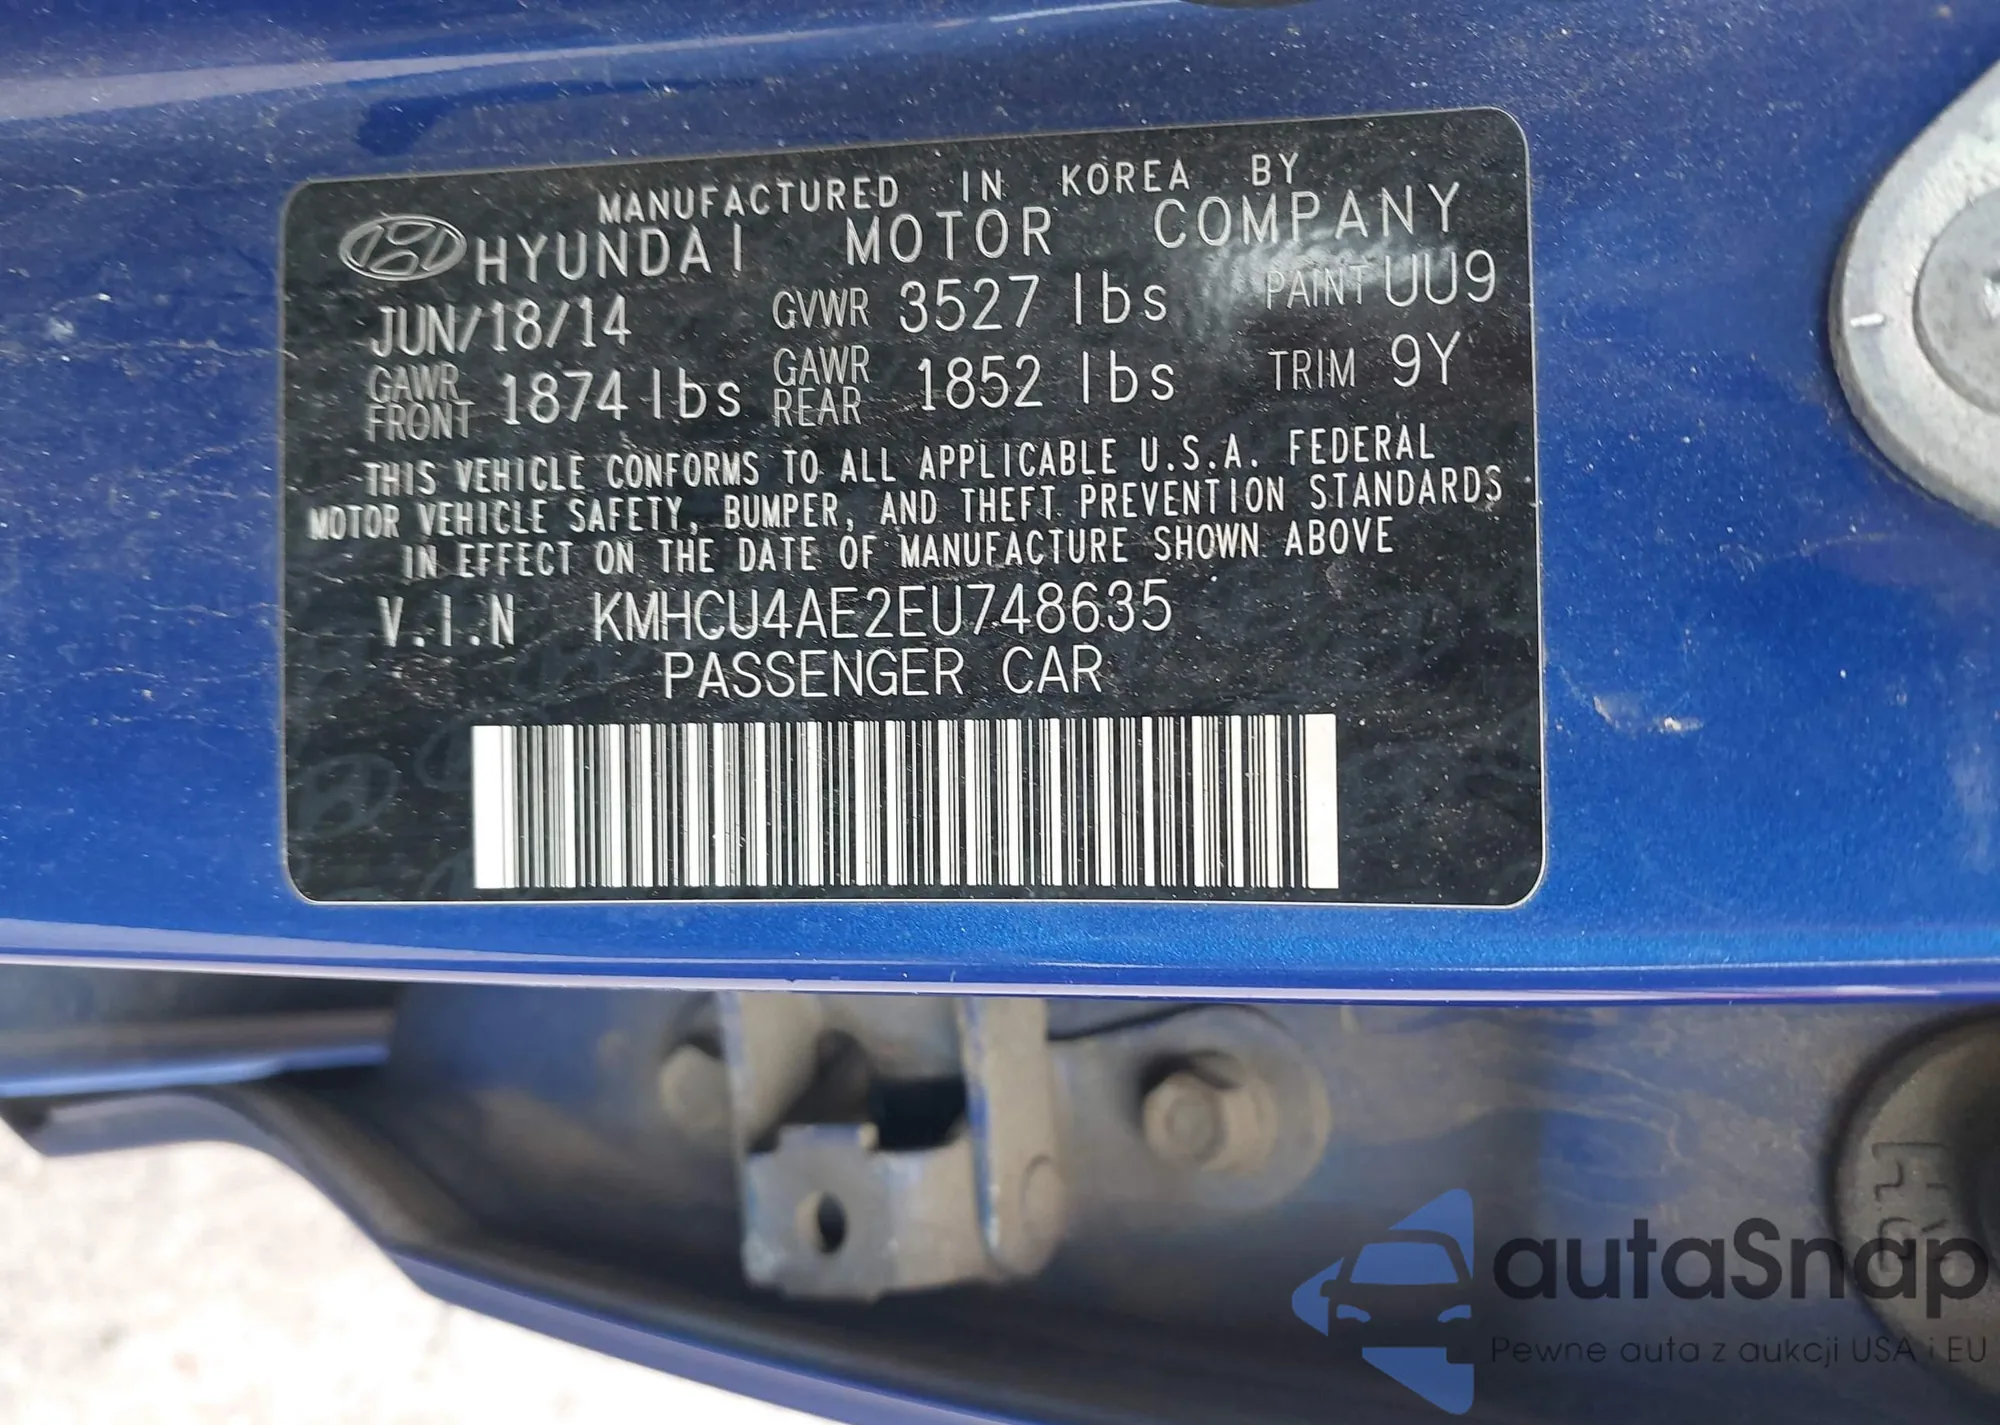 MANUFACTURED IN KOREA BY
HYUNDAI MOTOR COMPANY
JUN/18/14 GVWR 3527 lbs PAINT UU9
GAWR FRONT 1874 lbs GAWR REAR 1852 lbs TRIM 9Y
THIS VEHICLE CONFORMS TO ALL APPLICABLE U.S.A. FEDERAL
MOTOR VEHICLE SAFETY, BUMPER, AND THEFT PREVENTION STANDARDS
IN EFFECT ON THE DATE OF MANUFACTURE SHOWN ABOVE
V.I.N KMHCU4AE2EU748635
PASSENGER CAR
autaSnap
Pewne auta z aukcji USA i EU